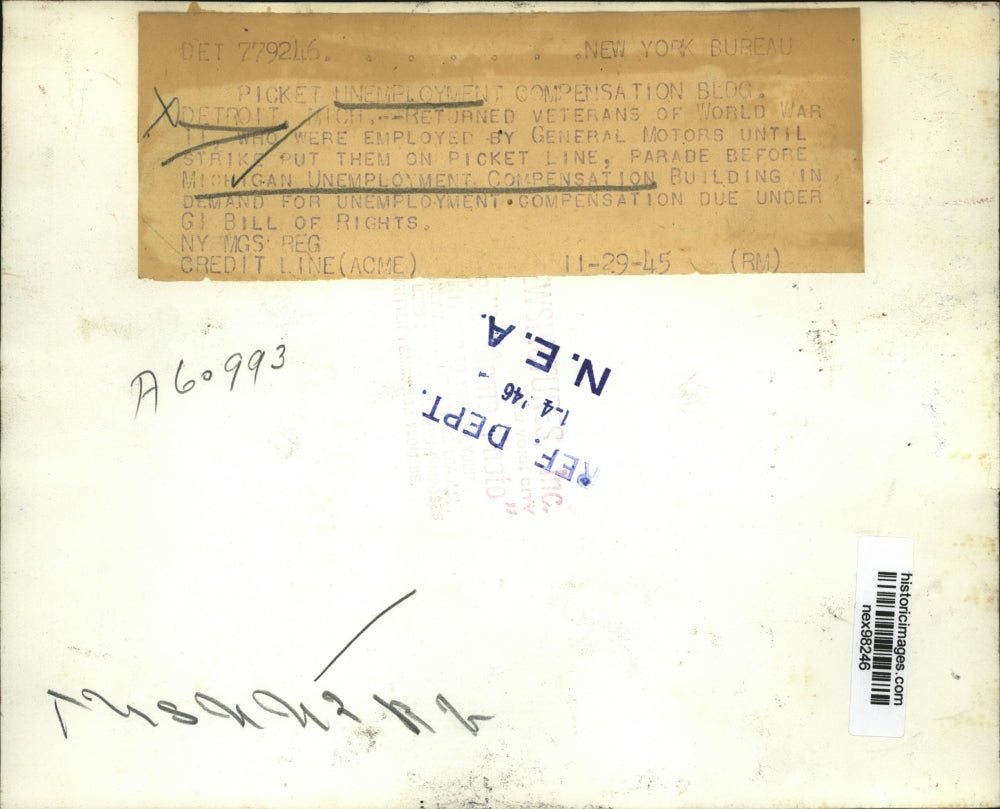 DET 779246. . . . . . .NEW YORK BUREAU
PICKET UNEMPLOYMENT COMPENSATION BLDG.
DETROIT, MICH.--RETURNED VETERANS OF WORLD WAR
II, WHO WERE EMPLOYED BY GENERAL MOTORS UNTIL
STRIKE PUT THEM ON PICKET LINE, PARADE BEFORE
MICHIGAN UNEMPLOYMENT COMPENSATION BUILDING IN
DEMAND FOR UNEMPLOYMENT COMPENSATION DUE UNDER
GI BILL OF RIGHTS.
NY MGS REG
CREDIT LINE(ACME) 11-29-45 (RM)
A60993
N.E.A.
1-4 '46 -
REF. DEPT.
historicimages.com
nex98246